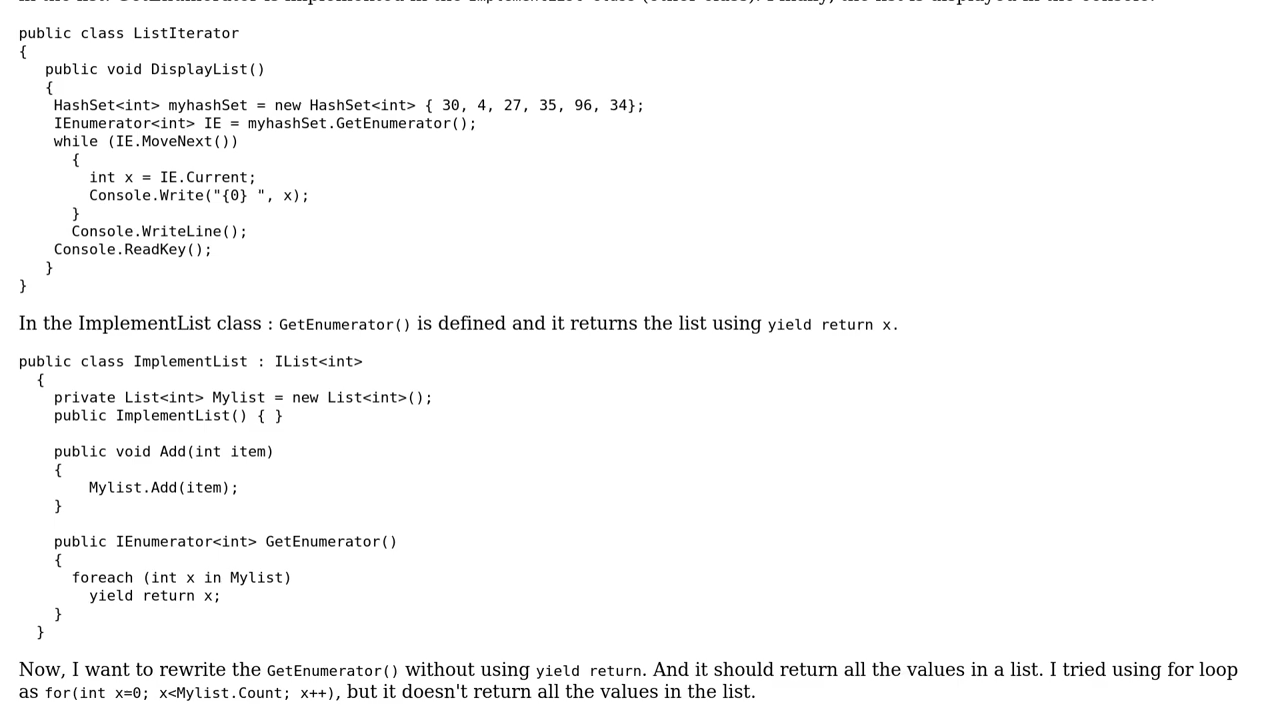 public class ListIterator
{
public void DisplayList()
{
HashSet<int> myhashSet = new HashSet<int> { 30, 4, 27, 35, 96, 34};
IEnumerator<int> IE = myhashSet.GetEnumerator();
while (IE.MoveNext())
{
int x = IE.Current;
Console.Write("{0} ", x);
}
Console.WriteLine();
Console.ReadKey();
}
}
In the ImplementList class : GetEnumerator() is defined and it returns the list using yield return x.
public class ImplementList : IList<int>
{
private List<int> Mylist = new List<int>();
public ImplementList() { }
public void Add(int item)
{
Mylist.Add(item);
}
public IEnumerator<int> GetEnumerator()
{
foreach (int x in Mylist)
yield return x;
}
}
Now, I want to rewrite the GetEnumerator() without using yield return. And it should return all the values in a list. I tried using for loop
as for(int x=0; x<Mylist.Count; x++), but it doesn't return all the values in the list.